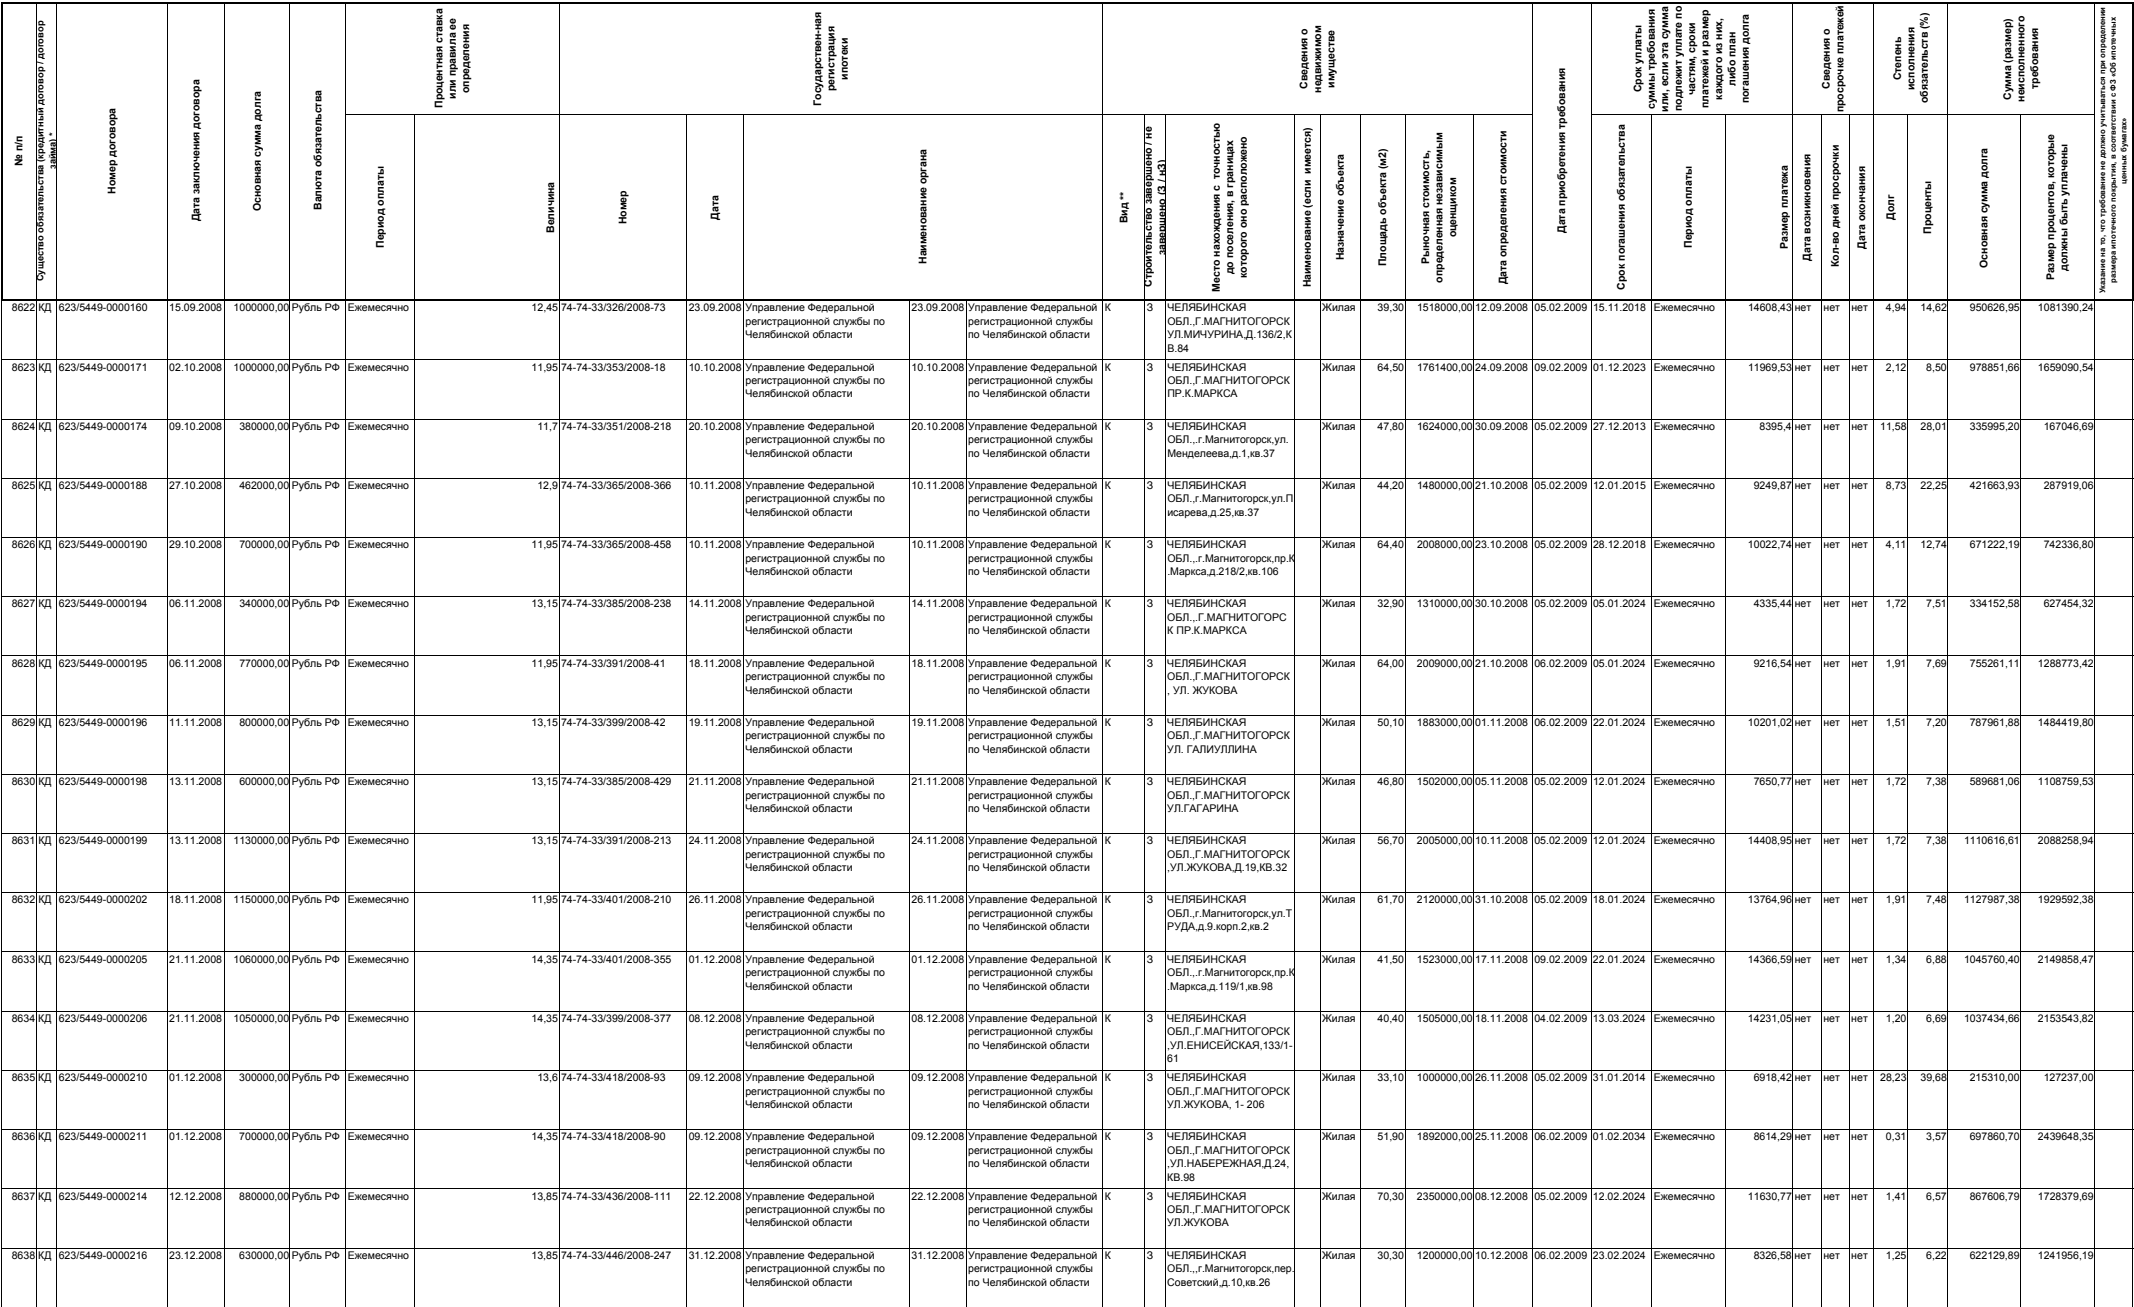 № п/п
Существо обязательства (кредитный договор / договор займа) *
Номер договора
Дата заключения договора
Основная сумма долга
Валюта обязательства
Процентная ставка или правила ее определения
Период оплаты
Величина
Государствен-ная регистрация ипотеки
Номер
Дата
Наименование органа
Сведения о недвижимом имуществе
Вид **
Строительство завершено / не завершено (З / нЗ)
Место нахождения с точностью до поселения, в границах которого оно расположено
Наименование (если имеется)
Назначение объекта
Площадь объекта (м2)
Рыночная стоимость, определенная независимым оценщиком
Дата определения стоимости
Дата приобретения требования
Срок уплаты суммы требования или, если эта сумма подлежит уплате по частям, сроки платежей и размер каждого из них, либо план погашения долга
Срок погашения обязательства
Период оплаты
Размер платежа
Сведения о просрочке платежей
Дата возникновения
Кол-во дней просрочки
Дата окончания
Степень исполнения обязательств (%)
Долг
Проценты
Сумма (размер) неисполненного требования
Основная сумма долга
Размер процентов, которые должны быть уплачены
Указание на то, что требование не должно учитываться при определении размера ипотечного покрытия, в соответствии с ФЗ «Об ипотечных ценных бумагах»
8622 КД 623/5449-0000160 15.09.2008 1000000,00 Рубль РФ Ежемесячно 12,45 74-74-33/326/2008-73 23.09.2008 Управление Федеральной регистрационной службы по Челябинской области 23.09.2008 Управление Федеральной регистрационной службы по Челябинской области К З ЧЕЛЯБИНСКАЯ ОБЛ.,Г.МАГНИТОГОРСК УЛ.МИЧУРИНА,Д.136/2,КВ.84 Жилая 39,30 1518000,00 12.09.2008 05.02.2009 15.11.2018 Ежемесячно 14608,43 нет нет нет 4,94 14,62 950626,95 1081390,24
8623 КД 623/5449-0000171 02.10.2008 1000000,00 Рубль РФ Ежемесячно 11,95 74-74-33/353/2008-18 10.10.2008 Управление Федеральной регистрационной службы по Челябинской области 10.10.2008 Управление Федеральной регистрационной службы по Челябинской области К З ЧЕЛЯБИНСКАЯ ОБЛ.,Г.МАГНИТОГОРСК ПР.К.МАРКСА Жилая 64,50 1761400,00 24.09.2008 09.02.2009 01.12.2023 Ежемесячно 11969,53 нет нет нет 2,12 8,50 978851,66 1659090,54
8624 КД 623/5449-0000174 09.10.2008 380000,00 Рубль РФ Ежемесячно 11,7 74-74-33/351/2008-218 20.10.2008 Управление Федеральной регистрационной службы по Челябинской области 20.10.2008 Управление Федеральной регистрационной службы по Челябинской области К З ЧЕЛЯБИНСКАЯ ОБЛ.,.г.Магнитогорск,ул.Менделеева,д.1,кв.37 Жилая 47,80 1624000,00 30.09.2008 05.02.2009 27.12.2013 Ежемесячно 8395,4 нет нет нет 11,58 28,01 335995,20 167046,69
8625 КД 623/5449-0000188 27.10.2008 462000,00 Рубль РФ Ежемесячно 12,9 74-74-33/365/2008-366 10.11.2008 Управление Федеральной регистрационной службы по Челябинской области 10.11.2008 Управление Федеральной регистрационной службы по Челябинской области К З ЧЕЛЯБИНСКАЯ ОБЛ.,г.Магнитогорск,ул.Писарева,д.25,кв.37 Жилая 44,20 1480000,00 21.10.2008 05.02.2009 12.01.2015 Ежемесячно 9249,87 нет нет нет 8,73 22,25 421663,93 287919,06
8626 КД 623/5449-0000190 29.10.2008 700000,00 Рубль РФ Ежемесячно 11,95 74-74-33/365/2008-458 10.11.2008 Управление Федеральной регистрационной службы по Челябинской области 10.11.2008 Управление Федеральной регистрационной службы по Челябинской области К З ЧЕЛЯБИНСКАЯ ОБЛ.,.г.Магнитогорск,пр.К.Маркса,д.218/2,кв.106 Жилая 64,40 2008000,00 23.10.2008 05.02.2009 28.12.2018 Ежемесячно 10022,74 нет нет нет 4,11 12,74 671222,19 742336,80
8627 КД 623/5449-0000194 06.11.2008 340000,00 Рубль РФ Ежемесячно 13,15 74-74-33/385/2008-238 14.11.2008 Управление Федеральной регистрационной службы по Челябинской области 14.11.2008 Управление Федеральной регистрационной службы по Челябинской области К З ЧЕЛЯБИНСКАЯ ОБЛ.,.Г.МАГНИТОГОРСК ПР.К.МАРКСА Жилая 32,90 1310000,00 30.10.2008 05.02.2009 05.01.2024 Ежемесячно 4335,44 нет нет нет 1,72 7,51 334152,58 627454,32
8628 КД 623/5449-0000195 06.11.2008 770000,00 Рубль РФ Ежемесячно 11,95 74-74-33/391/2008-41 18.11.2008 Управление Федеральной регистрационной службы по Челябинской области 18.11.2008 Управление Федеральной регистрационной службы по Челябинской области К З ЧЕЛЯБИНСКАЯ ОБЛ.,Г.МАГНИТОГОРСК , УЛ. ЖУКОВА Жилая 64,00 2009000,00 21.10.2008 06.02.2009 05.01.2024 Ежемесячно 9216,54 нет нет нет 1,91 7,69 755261,11 1288773,42
8629 КД 623/5449-0000196 11.11.2008 800000,00 Рубль РФ Ежемесячно 13,15 74-74-33/399/2008-42 19.11.2008 Управление Федеральной регистрационной службы по Челябинской области 19.11.2008 Управление Федеральной регистрационной службы по Челябинской области К З ЧЕЛЯБИНСКАЯ ОБЛ.,Г.МАГНИТОГОРСК УЛ. ГАЛИУЛЛИНА Жилая 50,10 1883000,00 01.11.2008 06.02.2009 22.01.2024 Ежемесячно 10201,02 нет нет нет 1,51 7,20 787961,88 1484419,80
8630 КД 623/5449-0000198 13.11.2008 600000,00 Рубль РФ Ежемесячно 13,15 74-74-33/385/2008-429 21.11.2008 Управление Федеральной регистрационной службы по Челябинской области 21.11.2008 Управление Федеральной регистрационной службы по Челябинской области К З ЧЕЛЯБИНСКАЯ ОБЛ.,Г.МАГНИТОГОРСК УЛ.ГАГАРИНА Жилая 46,80 1502000,00 05.11.2008 05.02.2009 12.01.2024 Ежемесячно 7650,77 нет нет нет 1,72 7,38 589681,06 1108759,53
8631 КД 623/5449-0000199 13.11.2008 1130000,00 Рубль РФ Ежемесячно 13,15 74-74-33/391/2008-213 24.11.2008 Управление Федеральной регистрационной службы по Челябинской области 24.11.2008 Управление Федеральной регистрационной службы по Челябинской области К З ЧЕЛЯБИНСКАЯ ОБЛ.,Г.МАГНИТОГОРСК ,УЛ.ЖУКОВА,Д.19,КВ.32 Жилая 56,70 2005000,00 10.11.2008 05.02.2009 12.01.2024 Ежемесячно 14408,95 нет нет нет 1,72 7,38 1110616,61 2088258,94
8632 КД 623/5449-0000202 18.11.2008 1150000,00 Рубль РФ Ежемесячно 11,95 74-74-33/401/2008-210 26.11.2008 Управление Федеральной регистрационной службы по Челябинской области 26.11.2008 Управление Федеральной регистрационной службы по Челябинской области К З ЧЕЛЯБИНСКАЯ ОБЛ.,г.Магнитогорск,ул.ТРУДА,д.9.корп.2,кв.2 Жилая 61,70 2120000,00 31.10.2008 05.02.2009 18.01.2024 Ежемесячно 13764,96 нет нет нет 1,91 7,48 1127987,38 1929592,38
8633 КД 623/5449-0000205 21.11.2008 1060000,00 Рубль РФ Ежемесячно 14,35 74-74-33/401/2008-355 01.12.2008 Управление Федеральной регистрационной службы по Челябинской области 01.12.2008 Управление Федеральной регистрационной службы по Челябинской области К З ЧЕЛЯБИНСКАЯ ОБЛ.,.г.Магнитогорск,пр.К.Маркса,д.119/1,кв.98 Жилая 41,50 1523000,00 17.11.2008 09.02.2009 22.01.2024 Ежемесячно 14366,59 нет нет нет 1,34 6,88 1045760,40 2149858,47
8634 КД 623/5449-0000206 21.11.2008 1050000,00 Рубль РФ Ежемесячно 14,35 74-74-33/399/2008-377 08.12.2008 Управление Федеральной регистрационной службы по Челябинской области 08.12.2008 Управление Федеральной регистрационной службы по Челябинской области К З ЧЕЛЯБИНСКАЯ ОБЛ.,Г.МАГНИТОГОРСК ,УЛ.ЕНИСЕЙСКАЯ,133/1-61 Жилая 40,40 1505000,00 18.11.2008 04.02.2009 13.03.2024 Ежемесячно 14231,05 нет нет нет 1,20 6,69 1037434,66 2153543,82
8635 КД 623/5449-0000210 01.12.2008 300000,00 Рубль РФ Ежемесячно 13,6 74-74-33/418/2008-93 09.12.2008 Управление Федеральной регистрационной службы по Челябинской области 09.12.2008 Управление Федеральной регистрационной службы по Челябинской области К З ЧЕЛЯБИНСКАЯ ОБЛ.,Г.МАГНИТОГОРСК УЛ.ЖУКОВА, 1- 206 Жилая 33,10 1000000,00 26.11.2008 05.02.2009 31.01.2014 Ежемесячно 6918,42 нет нет нет 28,23 39,68 215310,00 127237,00
8636 КД 623/5449-0000211 01.12.2008 700000,00 Рубль РФ Ежемесячно 14,35 74-74-33/418/2008-90 09.12.2008 Управление Федеральной регистрационной службы по Челябинской области 09.12.2008 Управление Федеральной регистрационной службы по Челябинской области К З ЧЕЛЯБИНСКАЯ ОБЛ.,Г.МАГНИТОГОРСК ,УЛ.НАБЕРЕЖНАЯ,Д.24,КВ.98 Жилая 51,90 1892000,00 25.11.2008 06.02.2009 01.02.2034 Ежемесячно 8614,29 нет нет нет 0,31 3,57 697860,70 2439648,35
8637 КД 623/5449-0000214 12.12.2008 880000,00 Рубль РФ Ежемесячно 13,85 74-74-33/436/2008-111 22.12.2008 Управление Федеральной регистрационной службы по Челябинской области 22.12.2008 Управление Федеральной регистрационной службы по Челябинской области К З ЧЕЛЯБИНСКАЯ ОБЛ.,Г.МАГНИТОГОРСК УЛ.ЖУКОВА Жилая 70,30 2350000,00 08.12.2008 05.02.2009 12.02.2024 Ежемесячно 11630,77 нет нет нет 1,41 6,57 867606,79 1728379,69
8638 КД 623/5449-0000216 23.12.2008 630000,00 Рубль РФ Ежемесячно 13,85 74-74-33/446/2008-247 31.12.2008 Управление Федеральной регистрационной службы по Челябинской области 31.12.2008 Управление Федеральной регистрационной службы по Челябинской области К З ЧЕЛЯБИНСКАЯ ОБЛ.,.г.Магнитогорск,пер.Советский,д.10,кв.26 Жилая 30,30 1200000,00 10.12.2008 06.02.2009 23.02.2024 Ежемесячно 8326,58 нет нет нет 1,25 6,22 622129,89 1241956,19